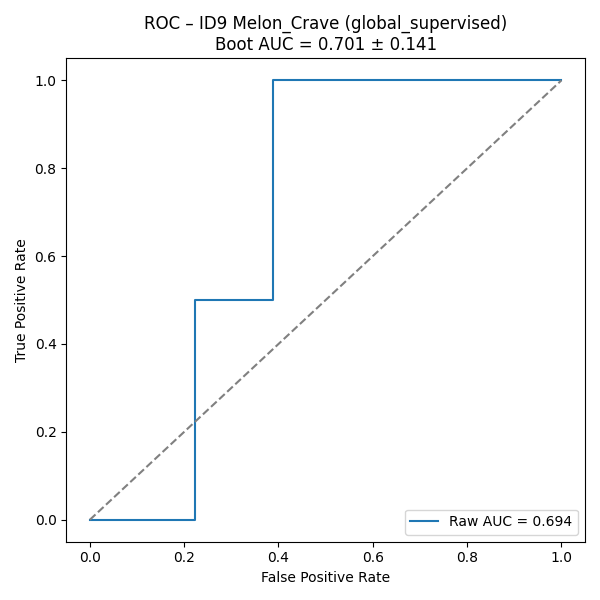 ROC – ID9 Melon_Crave (global_supervised)
Boot AUC = 0.701 ± 0.141
1.0
0.8
0.6
0.4
0.2
0.0
True Positive Rate
Raw AUC = 0.694
0.0 0.2 0.4 0.6 0.8 1.0
False Positive Rate